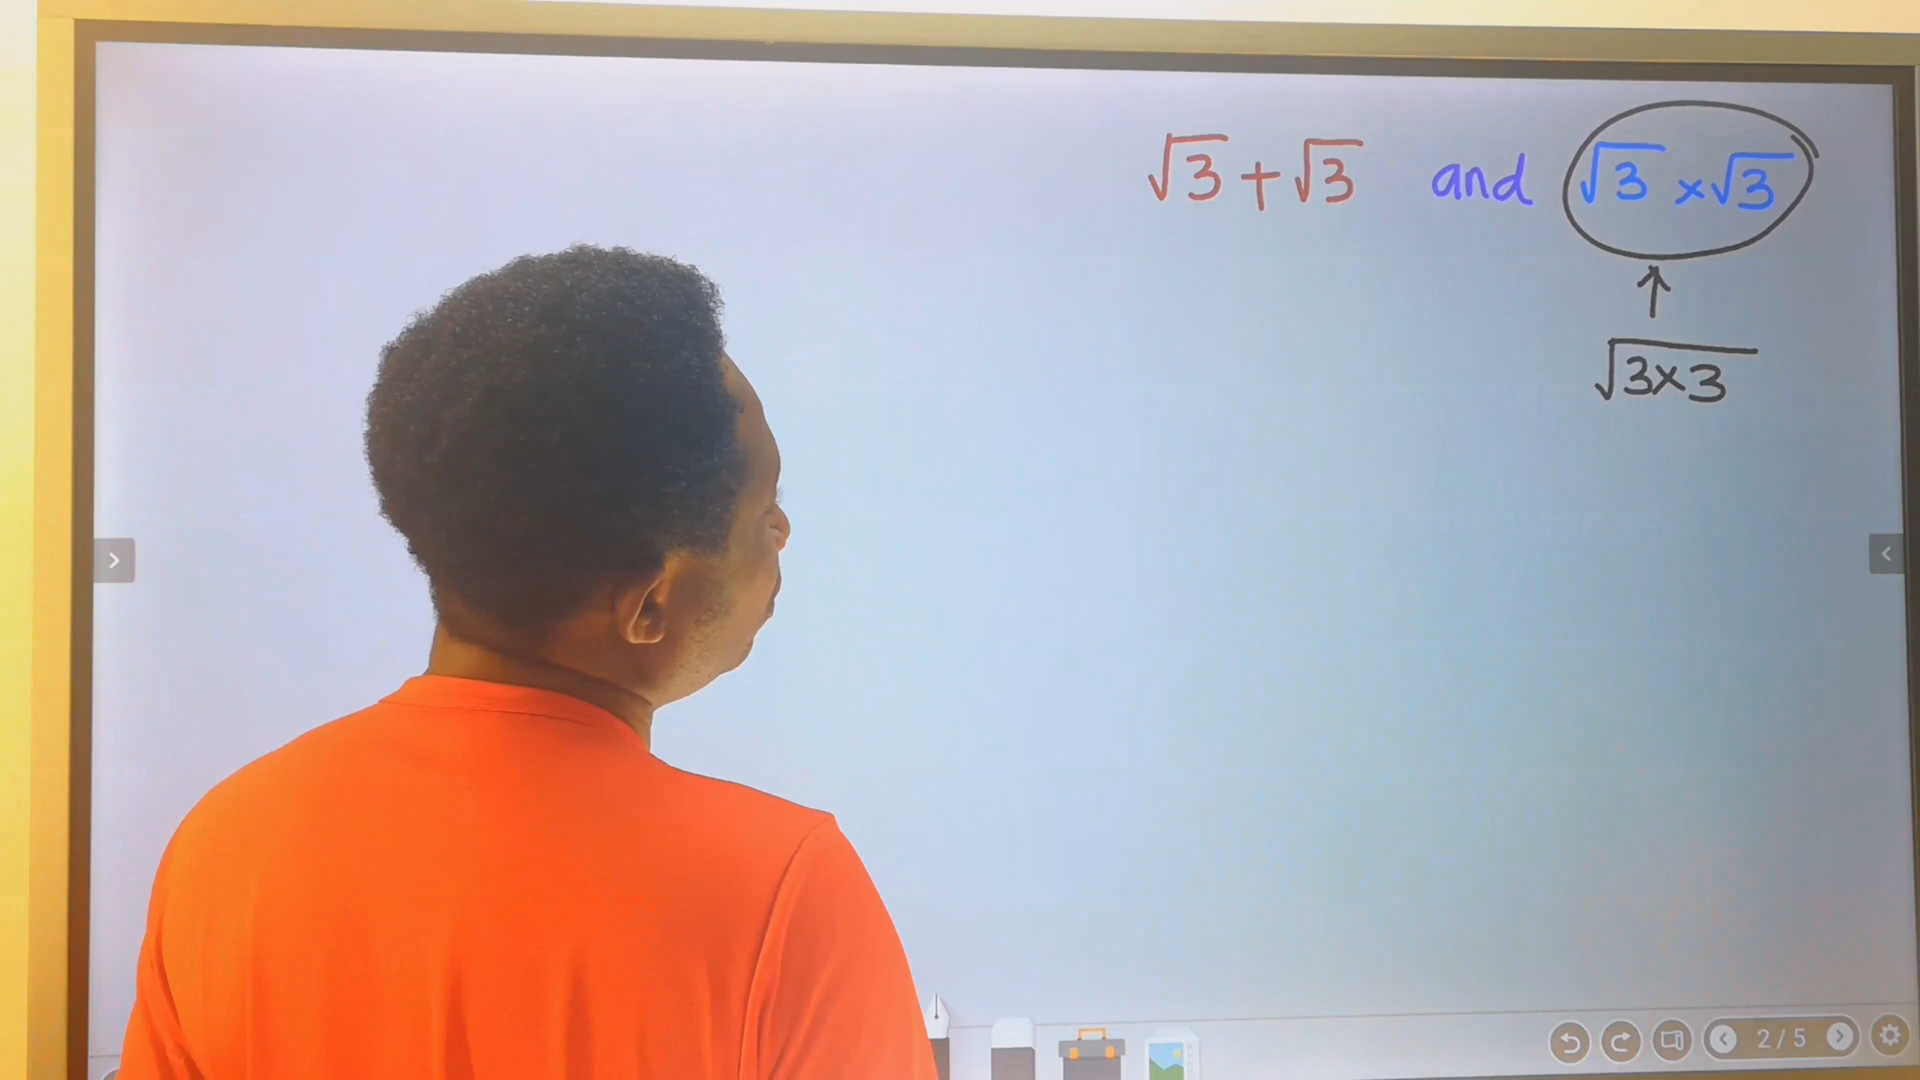 √3 + √3 and √3 × √3
↑
√3×3
2 / 5